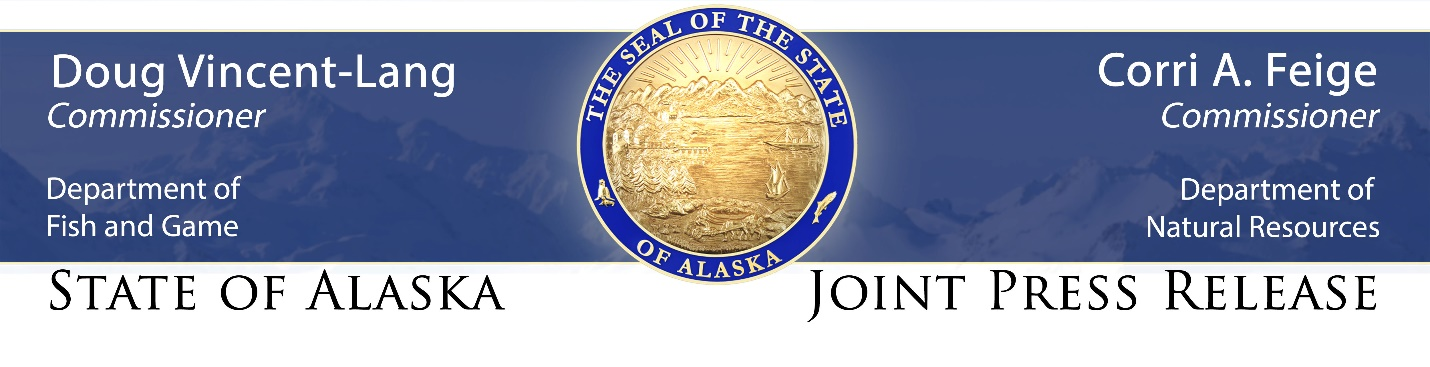 Doug Vincent-Lang
Commissioner
Department of
Fish and Game
THE SEAL OF THE STATE
OF ALASKA
Corri A. Feige
Commissioner
Department of
Natural Resources
STATE OF ALASKA
JOINT PRESS RELEASE